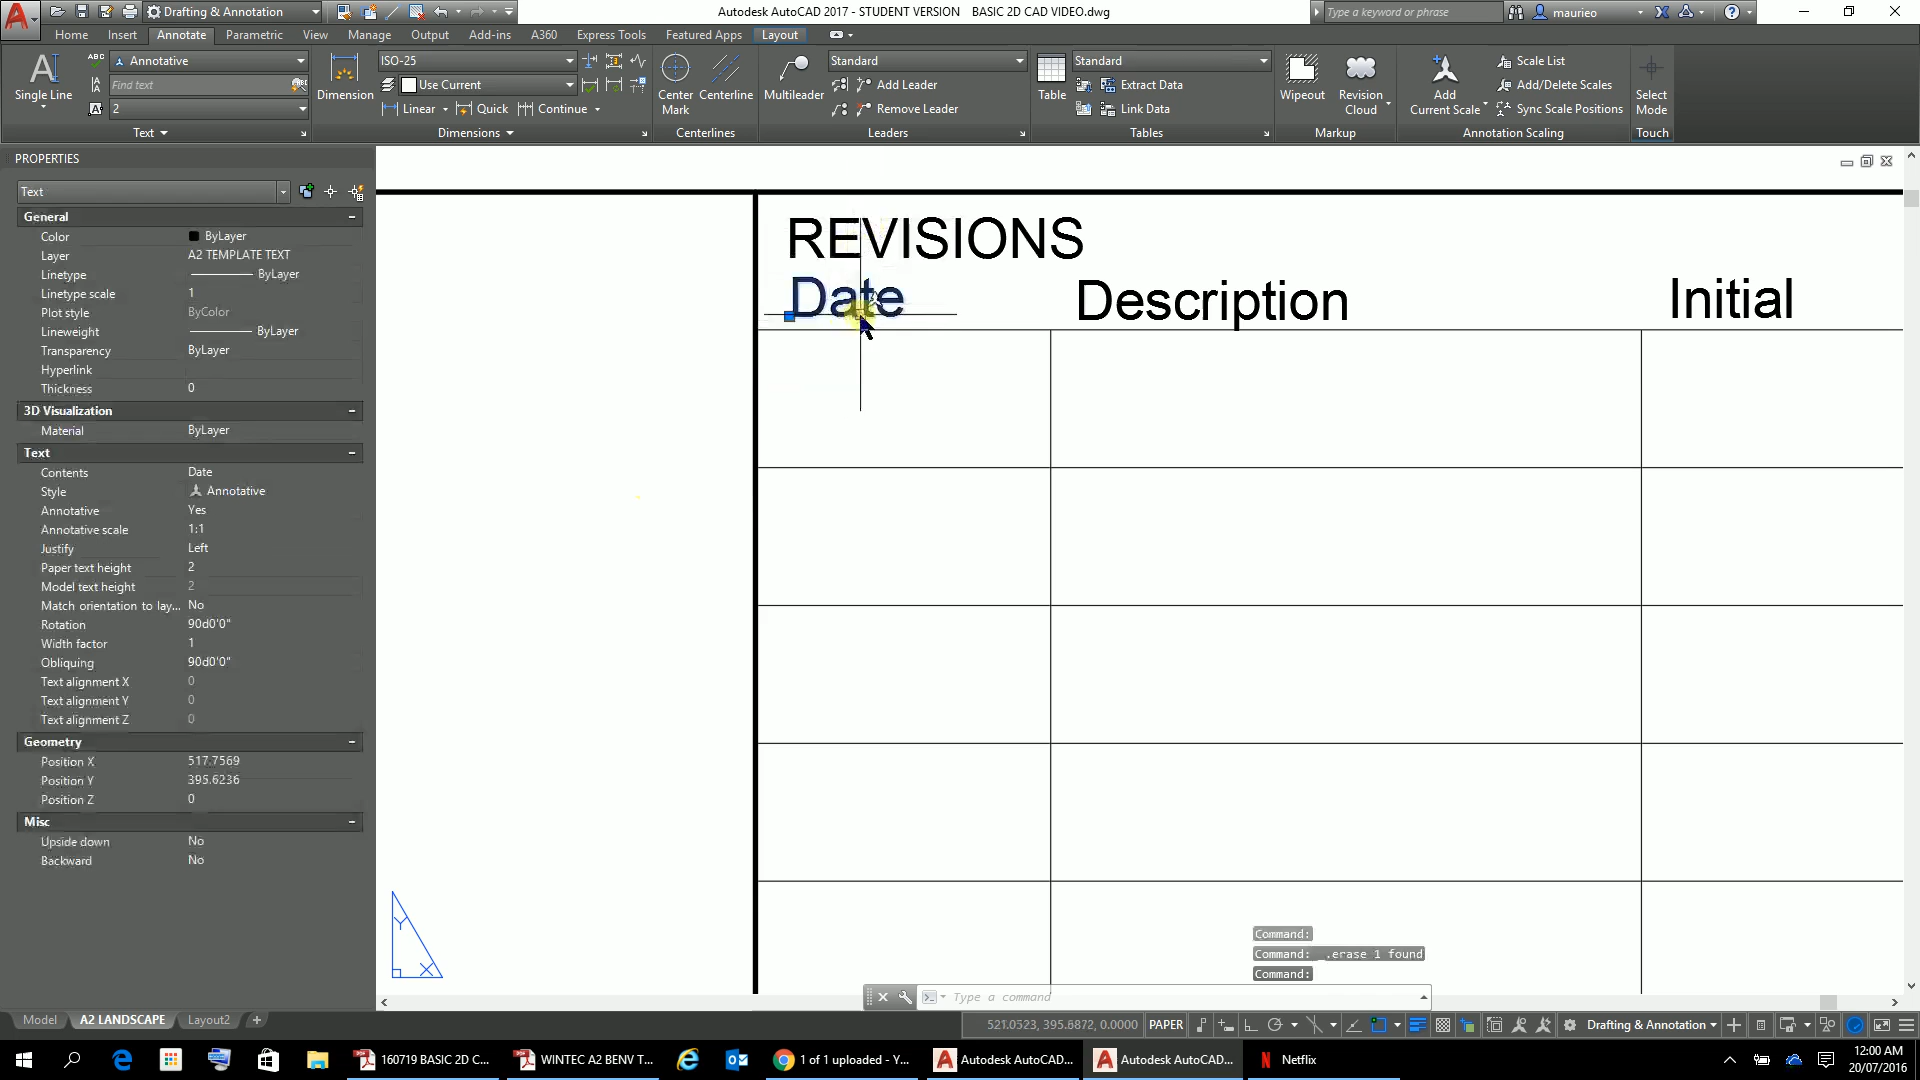 Drafting & Annotation
Autodesk AutoCAD 2017 - STUDENT VERSION BASIC 2D CAD VIDEO.dwg
Type a keyword or phrase
maurieo
Home Insert Annotate Parametric View Manage Output Add-ins A360 Express Tools Featured Apps Layout
Annotative
ISO-25
Standard
Standard
Scale List
Find text
Use Current
Add Leader
Extract Data
Add/Delete Scales
Single Line
Dimension
Center Mark
Centerline
Multileader
Table
Wipeout
Revision Cloud
Add Current Scale
Select Mode
2
Linear
Quick
Continue
Remove Leader
Link Data
Sync Scale Positions
Text
Dimensions
Centerlines
Leaders
Tables
Markup
Annotation Scaling
Touch
PROPERTIES
Text
General
Color ByLayer
Layer A2 TEMPLATE TEXT
Linetype ByLayer
Linetype scale 1
Plot style ByColor
Lineweight ByLayer
Transparency ByLayer
Hyperlink
Thickness 0
3D Visualization
Material ByLayer
Text
Contents Date
Style Annotative
Annotative Yes
Annotative scale 1:1
Justify Left
Paper text height 2
Model text height 2
Match orientation to lay... No
Rotation 90d0'0"
Width factor 1
Obliquing 90d0'0"
Text alignment X 0
Text alignment Y 0
Text alignment Z 0
Geometry
Position X 517.7569
Position Y 395.6236
Position Z 0
Misc
Upside down No
Backward No
REVISIONS
Date Description Initial
Y
X
Command:
Command: _.erase 1 found
Command:
Type a command
Model A2 LANDSCAPE Layout2
521.0523, 395.6872, 0.0000 PAPER
Drafting & Annotation
160719 BASIC 2D C...
WINTEC A2 BENV T...
1 of 1 uploaded - Y...
Autodesk AutoCAD...
Autodesk AutoCAD...
Netflix
12:00 AM
20/07/2016